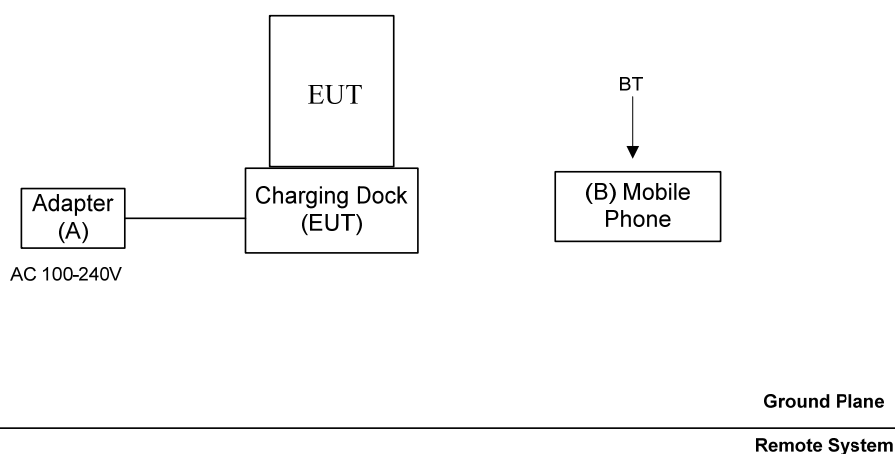 EUT
BT
Charging Dock
(EUT)
(B) Mobile
Phone
Adapter
(A)
AC 100-240V
Ground Plane
Remote System